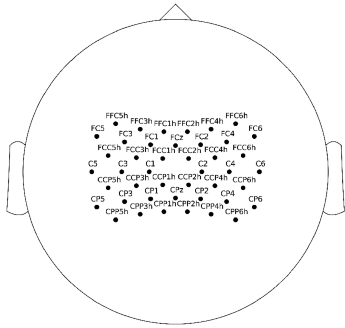 FFC5h FFC3h FFC1h FFC2h FFC4h FFC6h
FC5 FC3 FC1 FCz FC2 FC4 FC6
FCC5h FCC3h FCC1h FCC2h FCC4h FCC6h
C5 C3 C1 C2 C4 C6
CCP5h CCP3h CCP1h CCP2h CCP4h CCP6h
CP5 CP3 CP1 CPz CP2 CP4 CP6
CPP5h CPP3h CPP1h CPP2h CPP4h CPP6h